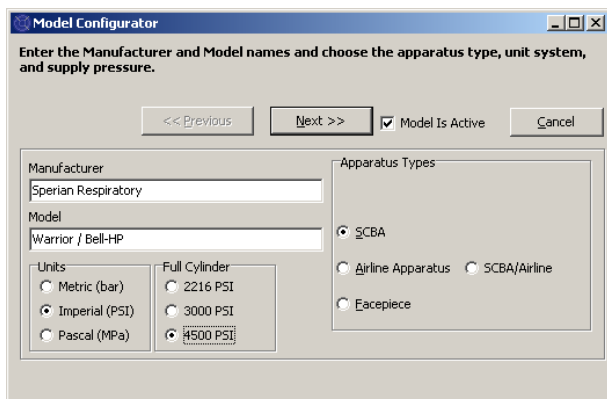 Model Configurator
Enter the Manufacturer and Model names and choose the apparatus type, unit system,
and supply pressure.
<< Previous
Next >>
Model Is Active
Cancel
Manufacturer
Sperian Respiratory
Model
Warrior / Bell-HP
Units
Metric (bar)
Imperial (PSI)
Pascal (MPa)
Full Cylinder
2216 PSI
3000 PSI
4500 PSI
Apparatus Types
SCBA
Airline Apparatus
SCBA/Airline
Facepiece